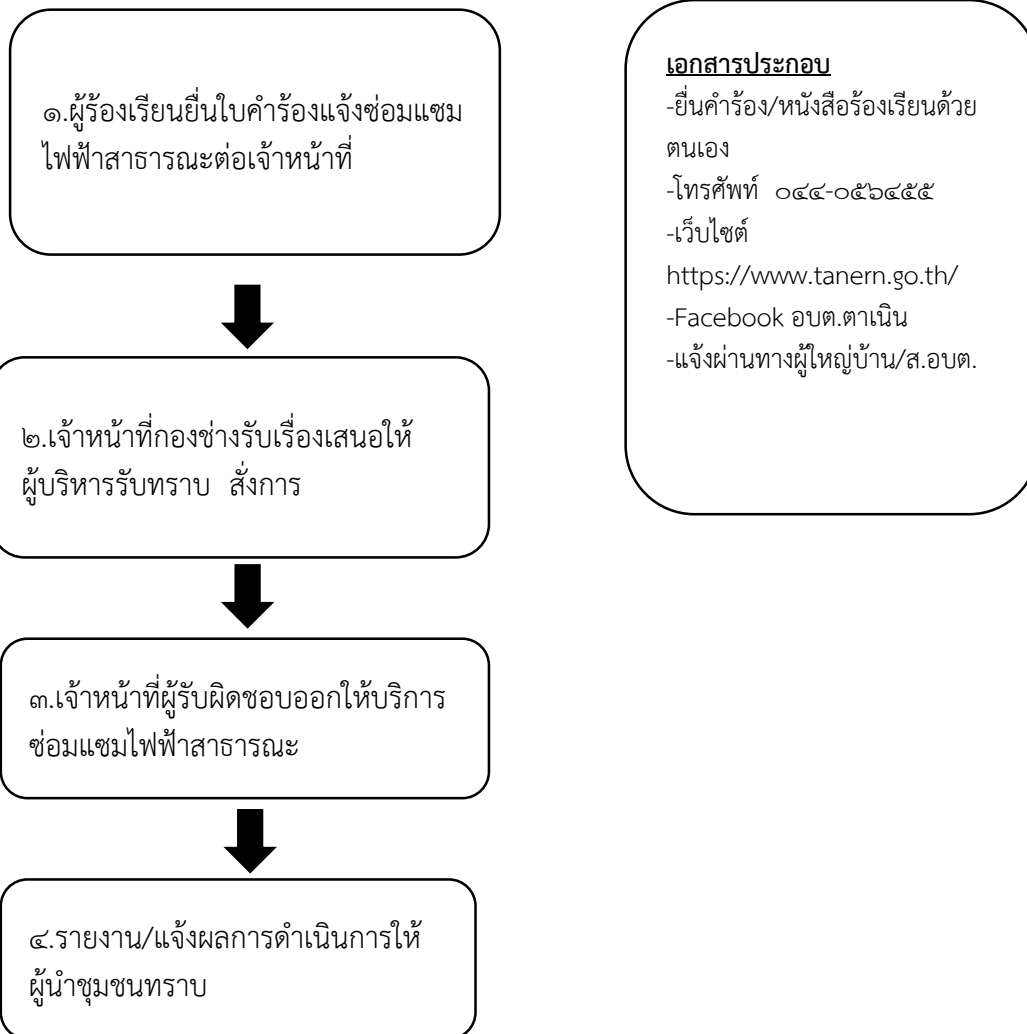 ๑.ผู้ร้องเรียนยื่นใบคำร้องแจ้งซ่อมแซม
ไฟฟ้าสาธารณะต่อเจ้าหน้าที่
๒.เจ้าหน้าที่กองช่างรับเรื่องเสนอให้
ผู้บริหารรับทราบ สั่งการ
๓.เจ้าหน้าที่ผู้รับผิดชอบออกให้บริการ
ซ่อมแซมไฟฟ้าสาธารณะ
๔.รายงาน/แจ้งผลการดำเนินการให้
ผู้นำชุมชนทราบ
เอกสารประกอบ
-ยื่นคำร้อง/หนังสือร้องเรียนด้วย
ตนเอง
-โทรศัพท์ ๐๔๔-๐๕๖๔๕๕
-เว็บไซต์
https://www.tanern.go.th/
-Facebook อบต.ตาเนิน
-แจ้งผ่านทางผู้ใหญ่บ้าน/ส.อบต.